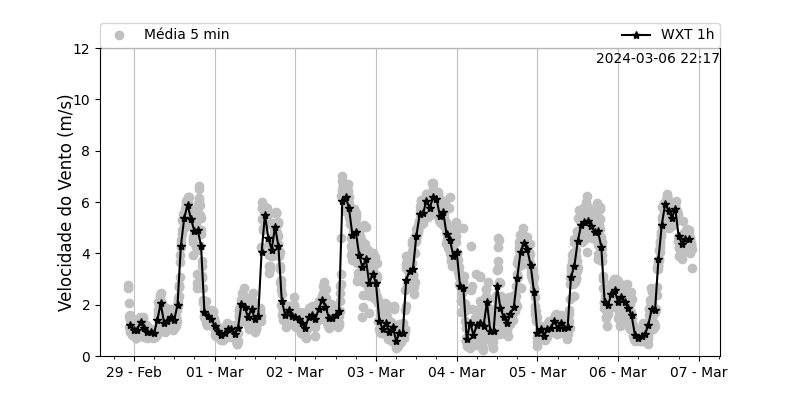 Média 5 min
WXT 1h
2024-03-06 22:17
Velocidade do Vento (m/s)
12
10
8
6
4
2
0
29 - Feb
01 - Mar
02 - Mar
03 - Mar
04 - Mar
05 - Mar
06 - Mar
07 - Mar